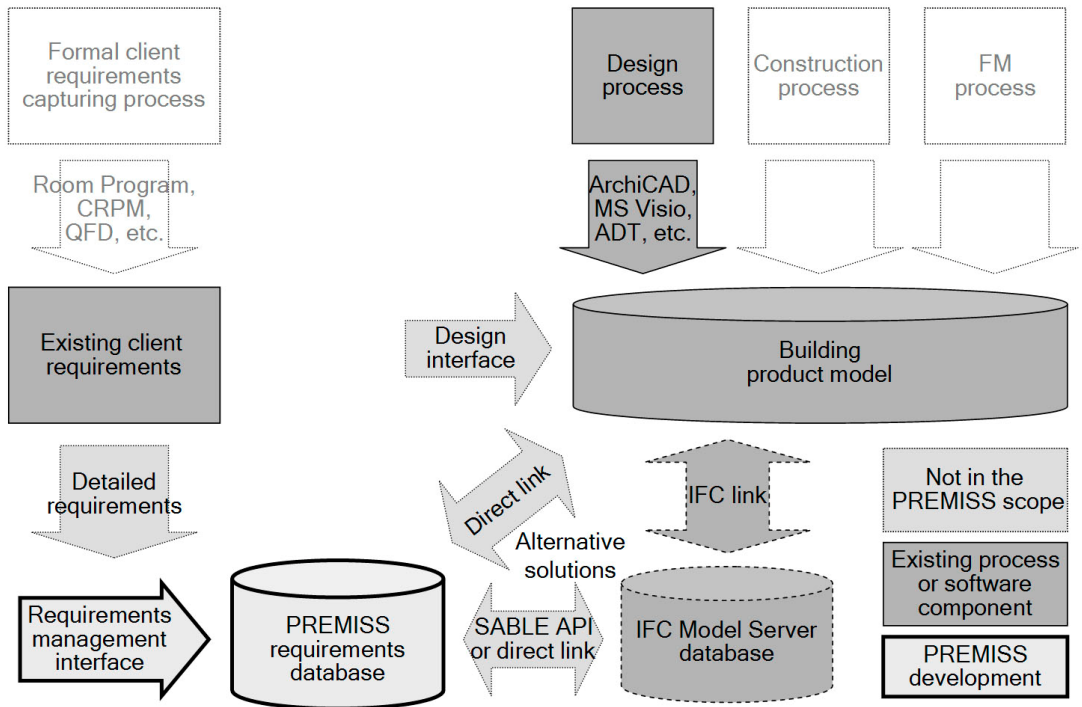 Formal client
requirements
capturing process
Design
process
Construction
process
FM
process
Room Program,
CRPM,
QFD, etc.
ArchiCAD,
MS Visio,
ADT, etc.
Existing client
requirements
Design
interface
Building
product model
Detailed
requirements
Direct link
IFC link
Not in the
PREMISS scope
Alternative
solutions
Existing process
or software
component
Requirements
management
interface
PREMISS
requirements
database
SABLE API
or direct link
IFC Model Server
database
PREMISS
development